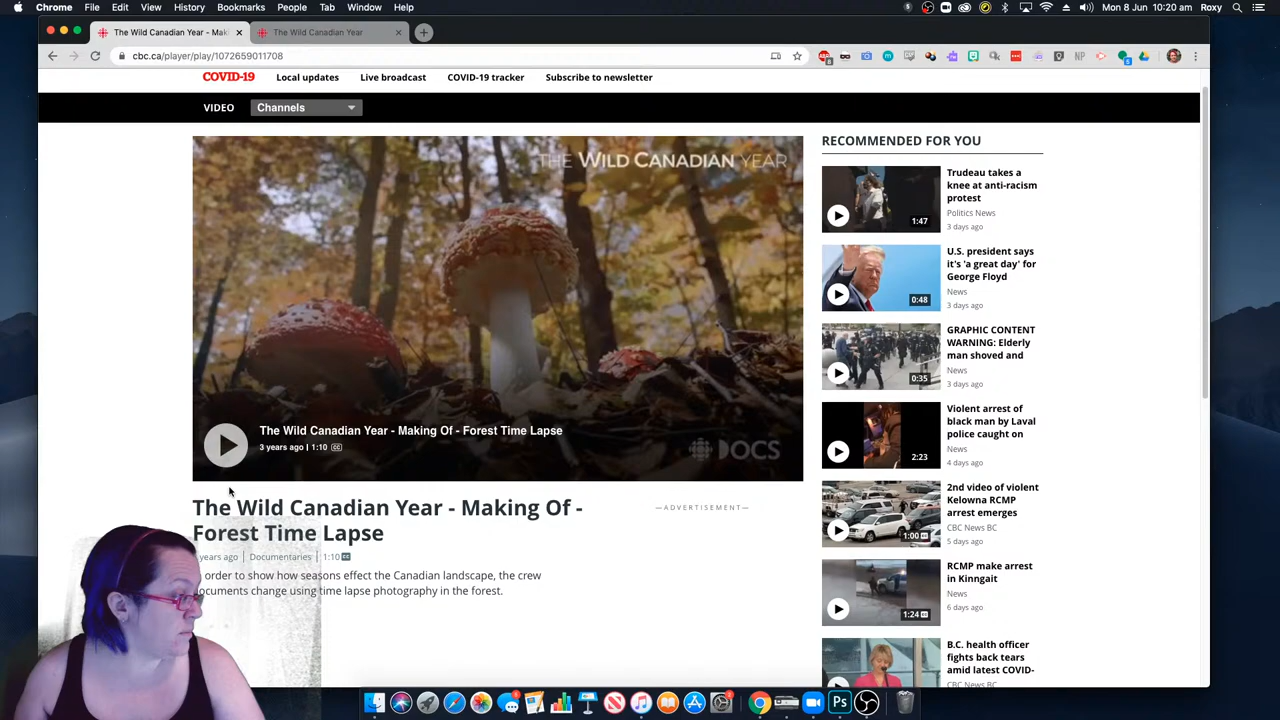 Chrome File Edit View History Bookmarks People Tab Window Help
Mon 8 Jun 10:20 am Roxy
The Wild Canadian Year - Mak
The Wild Canadian Year
cbc.ca/player/play/1072659011708
COVID-19 Local updates Live broadcast COVID-19 tracker Subscribe to newsletter
VIDEO Channels
THE WILD CANADIAN YEAR
The Wild Canadian Year - Making Of - Forest Time Lapse
3 years ago | 1:10 CC
DOCS
The Wild Canadian Year - Making Of -
Forest Time Lapse
years ago | Documentaries | 1:10 CC
order to show how seasons effect the Canadian landscape, the crew
documents change using time lapse photography in the forest.
—ADVERTISEMENT—
RECOMMENDED FOR YOU
Trudeau takes a
knee at anti-racism
protest
Politics News
3 days ago
1:47
U.S. president says
it's 'a great day' for
George Floyd
News
3 days ago
0:48
GRAPHIC CONTENT
WARNING: Elderly
man shoved and
News
3 days ago
0:35
Violent arrest of
black man by Laval
police caught on
News
4 days ago
2:23
2nd video of violent
Kelowna RCMP
arrest emerges
CBC News BC
5 days ago
1:00 CC
RCMP make arrest
in Kinngait
News
6 days ago
1:24 CC
B.C. health officer
fights back tears
amid latest COVID-
CBC News BC
Ps